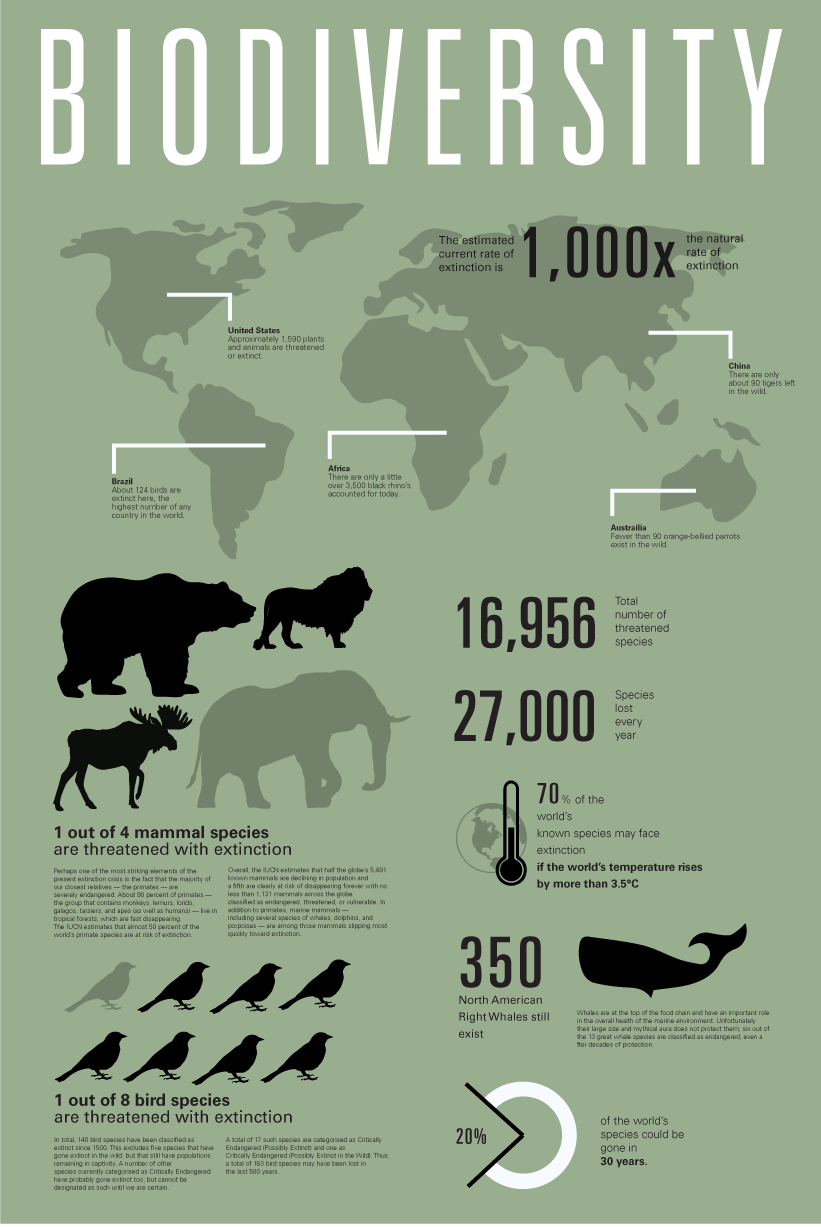 BIODIVERSITY
The estimated
current rate of
extinction is
1,000x
the natural
rate of
extinction
United States
Approximately 1,590 plants
and animals are threatened
or extinct.
China
There are only
about 90 tigers left
in the wild.
Brazil
About 124 birds are
extinct here, the
highest number of any
country in the world.
Africa
There are only a little
over 3,500 black rhino's
accounted for today.
Austrailia
Fewer than 90 orange-bellied parrots
exist in the wild.
16,956
Total
number of
threatened
species
27,000
Species
lost
every
year
70 % of the
world's
known species may face
extinction
if the world's temperature rises
by more than 3.5°C
1 out of 4 mammal species
are threatened with extinction
Perhaps one of the most striking elements of the
present extinction crisis is the fact that the majority of
our closest relatives — the primates — are
severely endangered. About 90 percent of primates —
the group that contains monkeys, lemurs, lorids,
galagos, tarsiers, and apes (as well as humans) — live in
tropical forests, which are fast disappearing.
The IUCN estimates that almost 50 percent of the
world's primate species are at risk of extinction.
Overall, the IUCN estimates that half the globe's 5,491
known mammals are declining in population and
a fifth are clearly at risk of disappearing forever with no
less than 1,131 mammals across the globe
classified as endangered, threatened, or vulnerable. In
addition to primates, marine mammals —
including several species of whales, dolphins, and
porpoises — are among those mammals slipping most
quickly toward extinction.
350
North American
Right Whales still
exist
Whales are at the top of the food chain and have an important role
in the overall health of the marine environment. Unfortunately
their large size and mythical aura does not protect them; six out of
the 13 great whale species are classified as endangered, even a
fter decades of protection.
1 out of 8 bird species
are threatened with extinction
In total, 140 bird species have been classified as
extinct since 1500. This excludes five species that have
gone extinct in the wild, but that still have populations
remaining in captivity. A number of other
species currently categorised as Critically Endangered
have probably gone extinct too, but cannot be
designated as such until we are certain.
A total of 17 such species are categorised as Critically
Endangered (Possibly Extinct) and one as
Critically Endangered (Possibly Extinct in the Wild). Thus,
a total of 163 bird species may have been lost in
the last 500 years.
20%
of the world's
species could be
gone in
30 years.